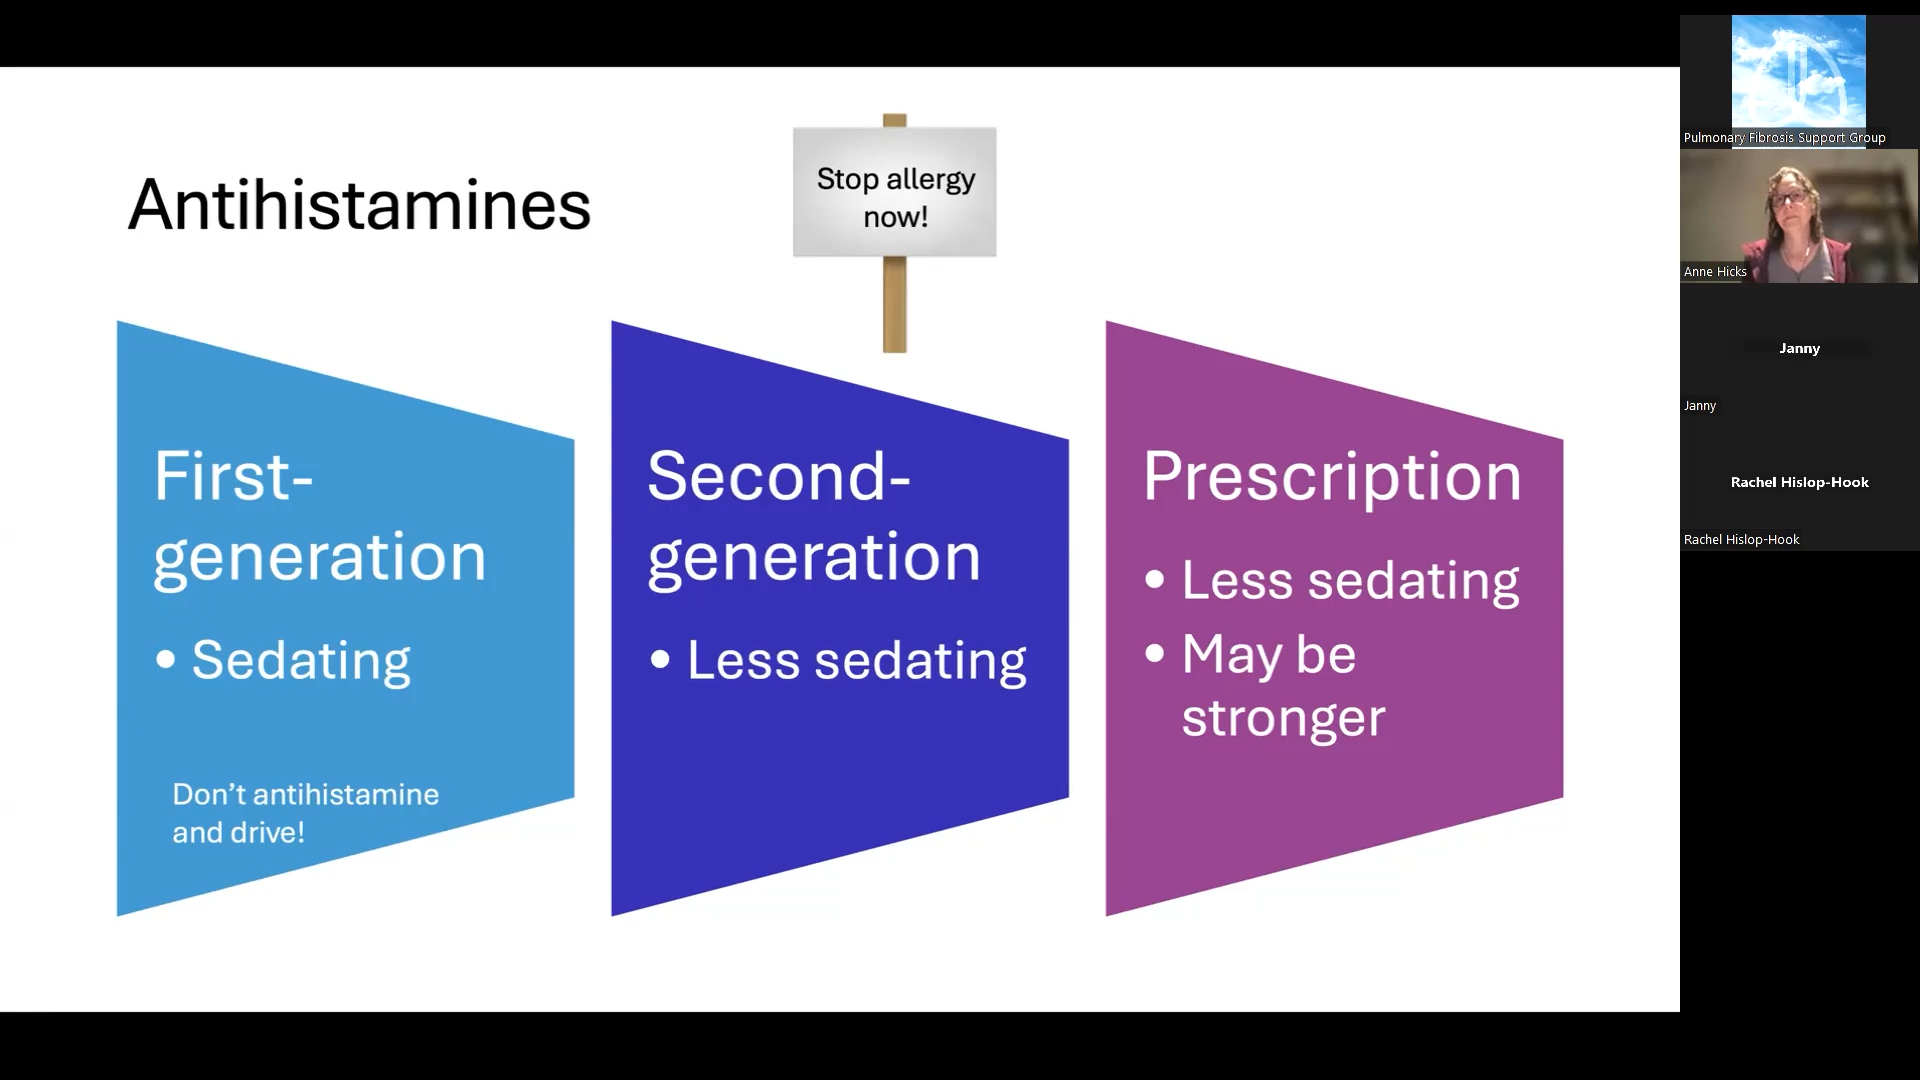 Antihistamines
Stop allergy
now!
First-
generation
• Sedating
Don’t antihistamine
and drive!
Second-
generation
• Less sedating
Prescription
• Less sedating
• May be
stronger
Pulmonary Fibrosis Support Group
Anne Hicks
Janny
Janny
Rachel Hislop-Hook
Rachel Hislop-Hook